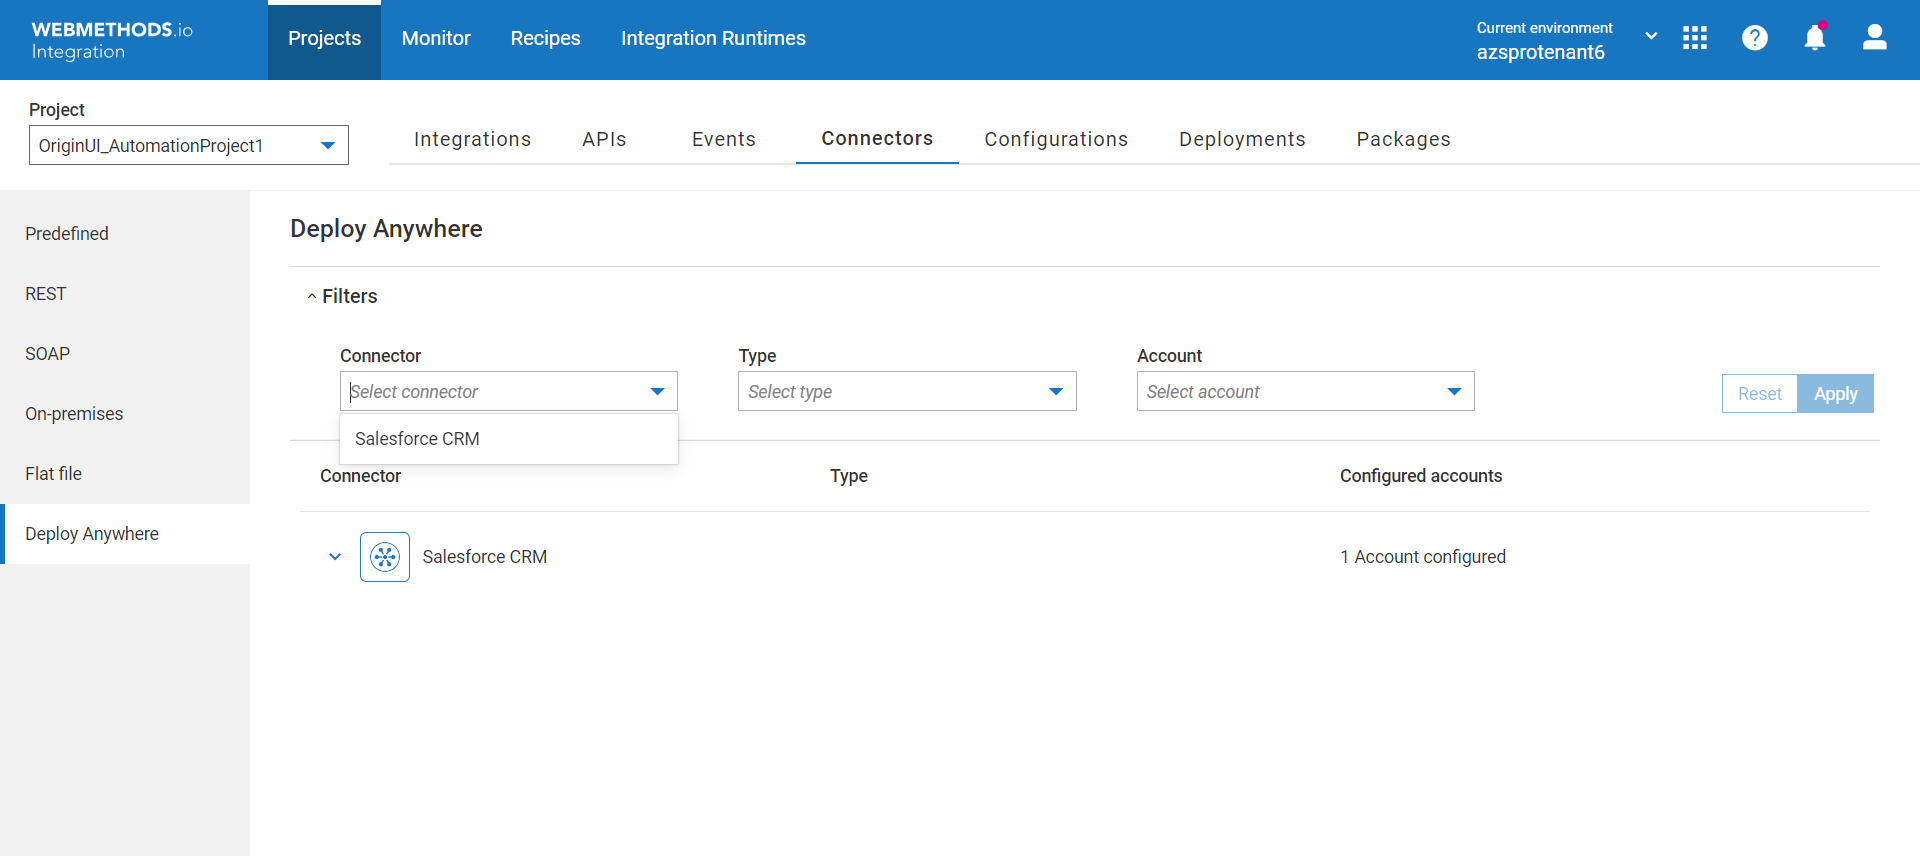 WEBMETHODS.io
Integration
Projects
Monitor
Recipes
Integration Runtimes
Current environment
azsprotenant6
Project
OriginUI_AutomationProject1
Integrations
APIs
Events
Connectors
Configurations
Deployments
Packages
Predefined
REST
SOAP
On-premises
Flat file
Deploy Anywhere
Deploy Anywhere
Filters
Connector
Type
Account
Select connector
Select type
Select account
Reset
Apply
Salesforce CRM
Connector
Type
Configured accounts
Salesforce CRM
1 Account configured